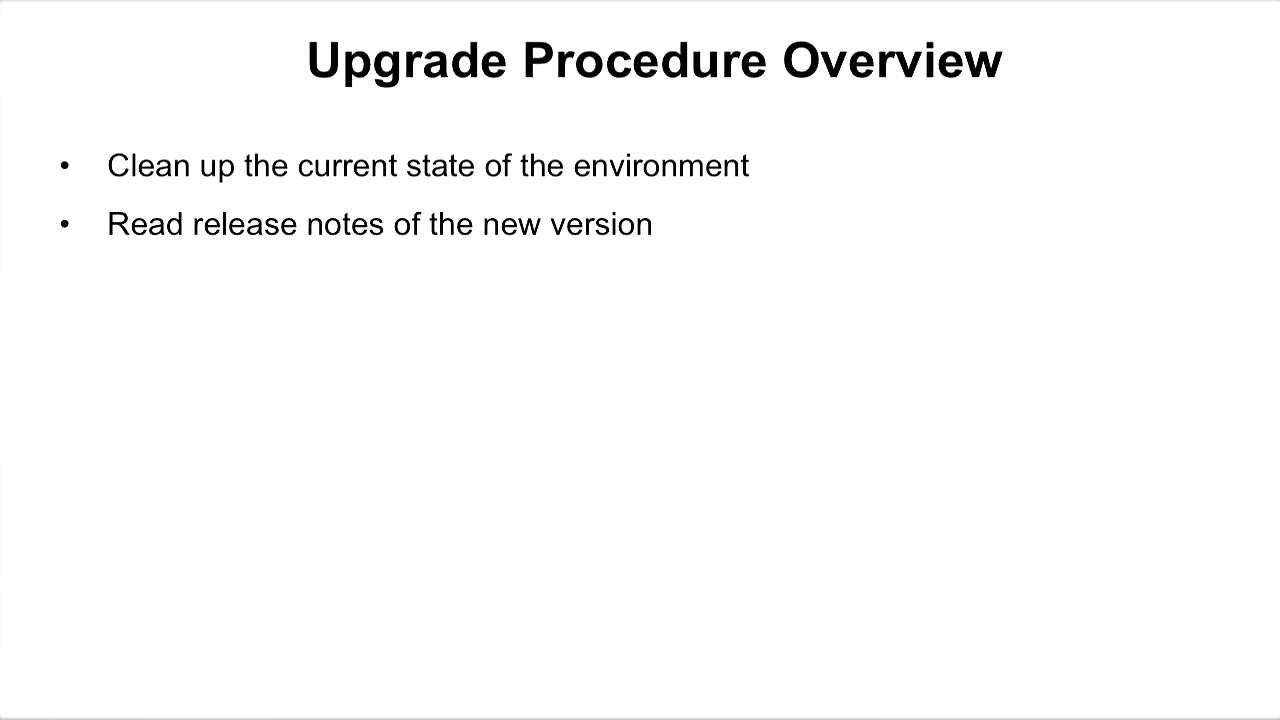 Upgrade Procedure Overview
• Clean up the current state of the environment
• Read release notes of the new version